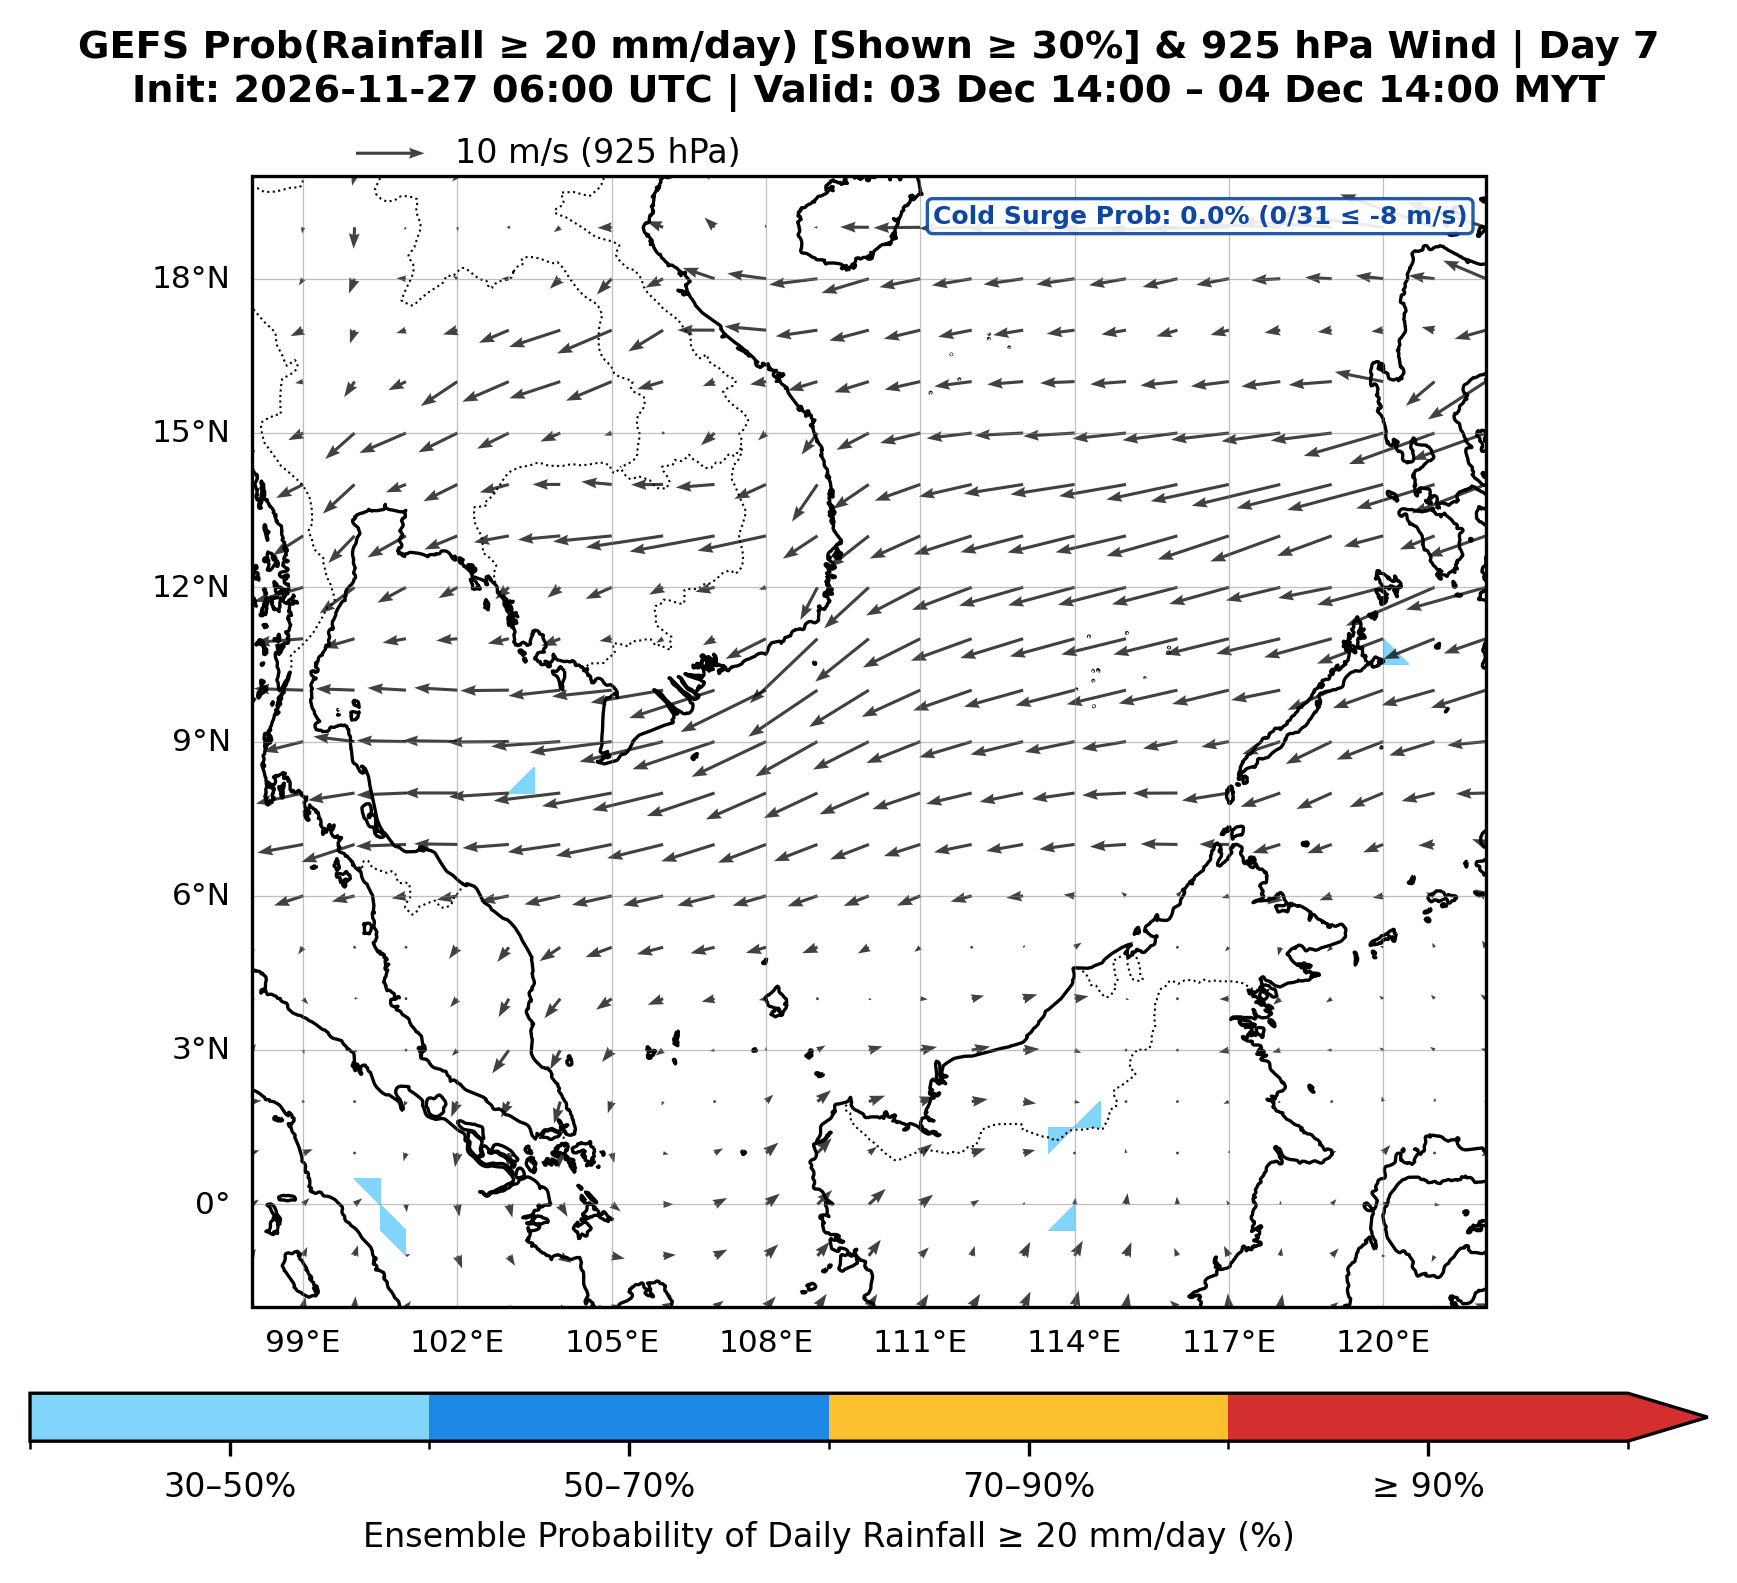 GEFS Prob(Rainfall ≥ 20 mm/day) [Shown ≥ 30%] & 925 hPa Wind | Day 7
Init: 2026-11-27 06:00 UTC | Valid: 03 Dec 14:00 – 04 Dec 14:00 MYT
10 m/s (925 hPa)
Cold Surge Prob: 0.0% (0/31 ≤ -8 m/s)
18°N
15°N
12°N
9°N
6°N
3°N
0°
99°E 102°E 105°E 108°E 111°E 114°E 117°E 120°E
30–50% 50–70% 70–90% ≥ 90%
Ensemble Probability of Daily Rainfall ≥ 20 mm/day (%)